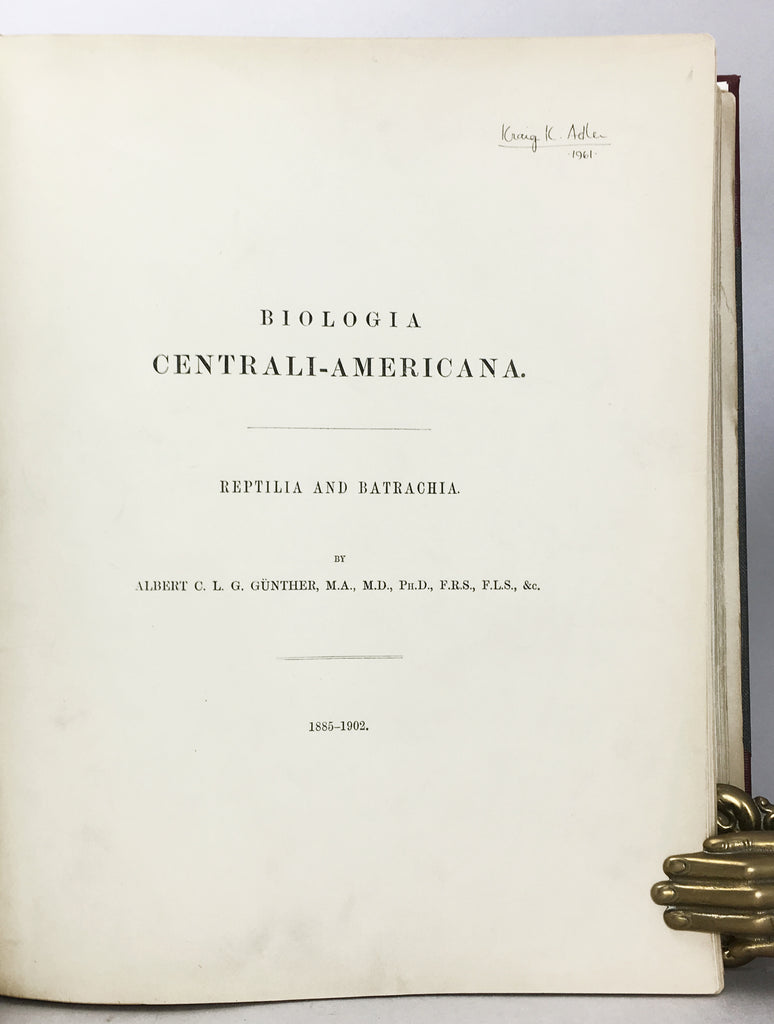 Kraig K. Adler
·1961·
BIOLOGIA
CENTRALI-AMERICANA.
REPTILIA AND BATRACHIA.
BY
ALBERT C. L. G. GÜNTHER, M.A., M.D., Ph.D., F.R.S., F.L.S., &c.
1885–1902.